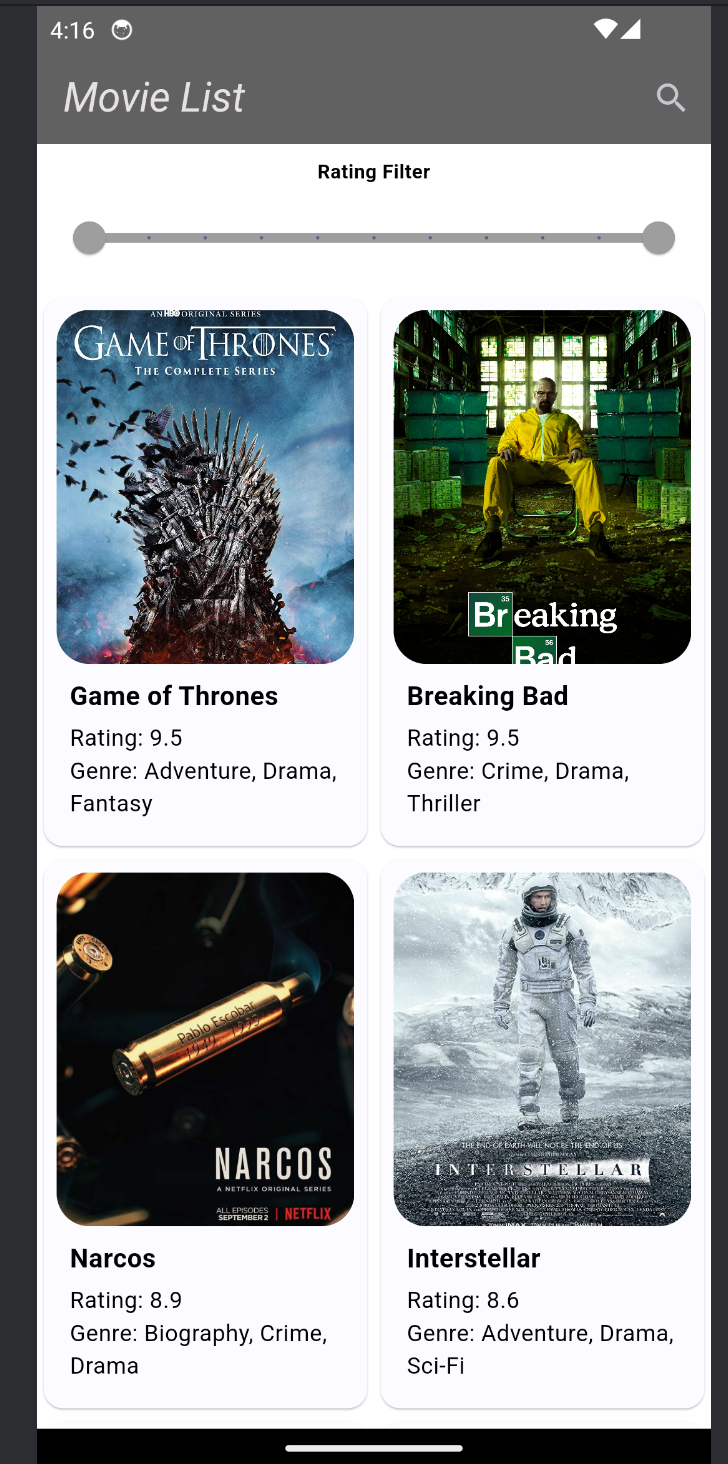 4:16
Movie List
Rating Filter
AN HBO ORIGINAL SERIES
GAME OF THRONES
THE COMPLETE SERIES
35
Breaking
56
Bad
Game of Thrones
Rating: 9.5
Genre: Adventure, Drama,
Fantasy
Breaking Bad
Rating: 9.5
Genre: Crime, Drama,
Thriller
Pablo Escobar
1949 1993
NARCOS
A NETFLIX ORIGINAL SERIES
ALL EPISODES
SEPTEMBER 2 | NETFLIX
THE END OF EARTH WILL NOT BE THE END OF US
INTERSTELLAR
Narcos
Rating: 8.9
Genre: Biography, Crime,
Drama
Interstellar
Rating: 8.6
Genre: Adventure, Drama,
Sci-Fi